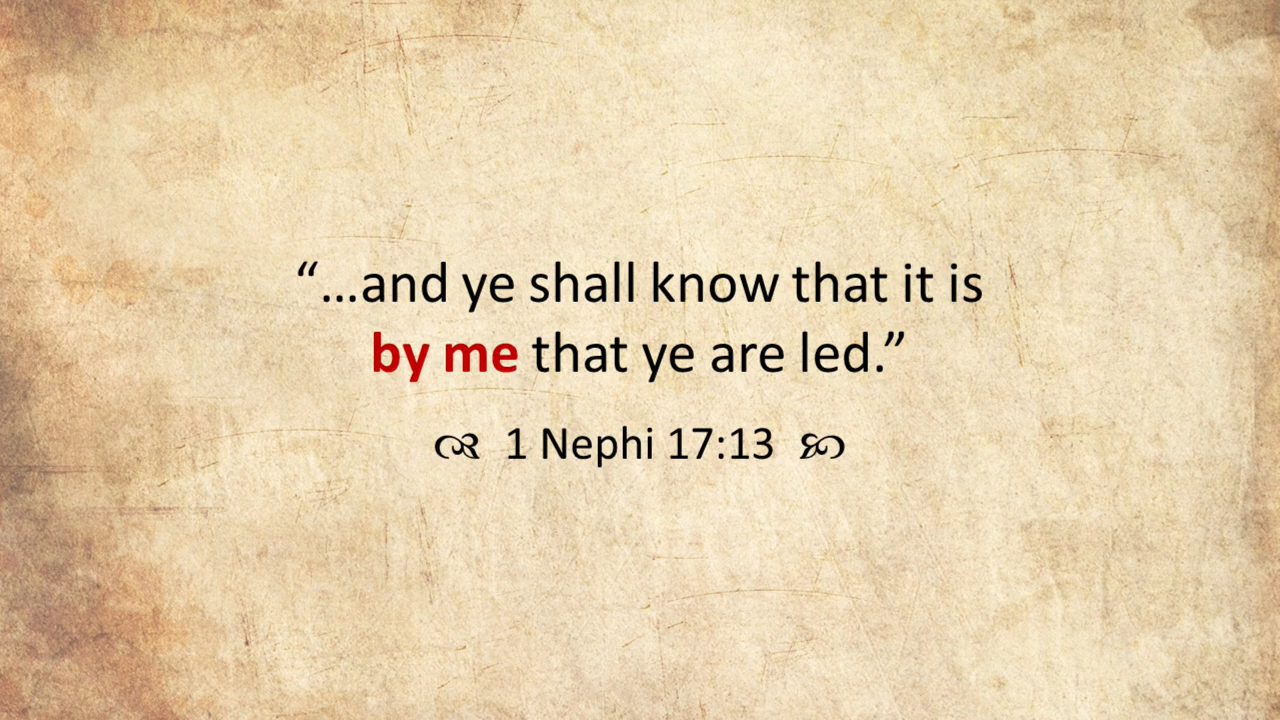 “…and ye shall know that it is
by me that ye are led.”
1 Nephi 17:13